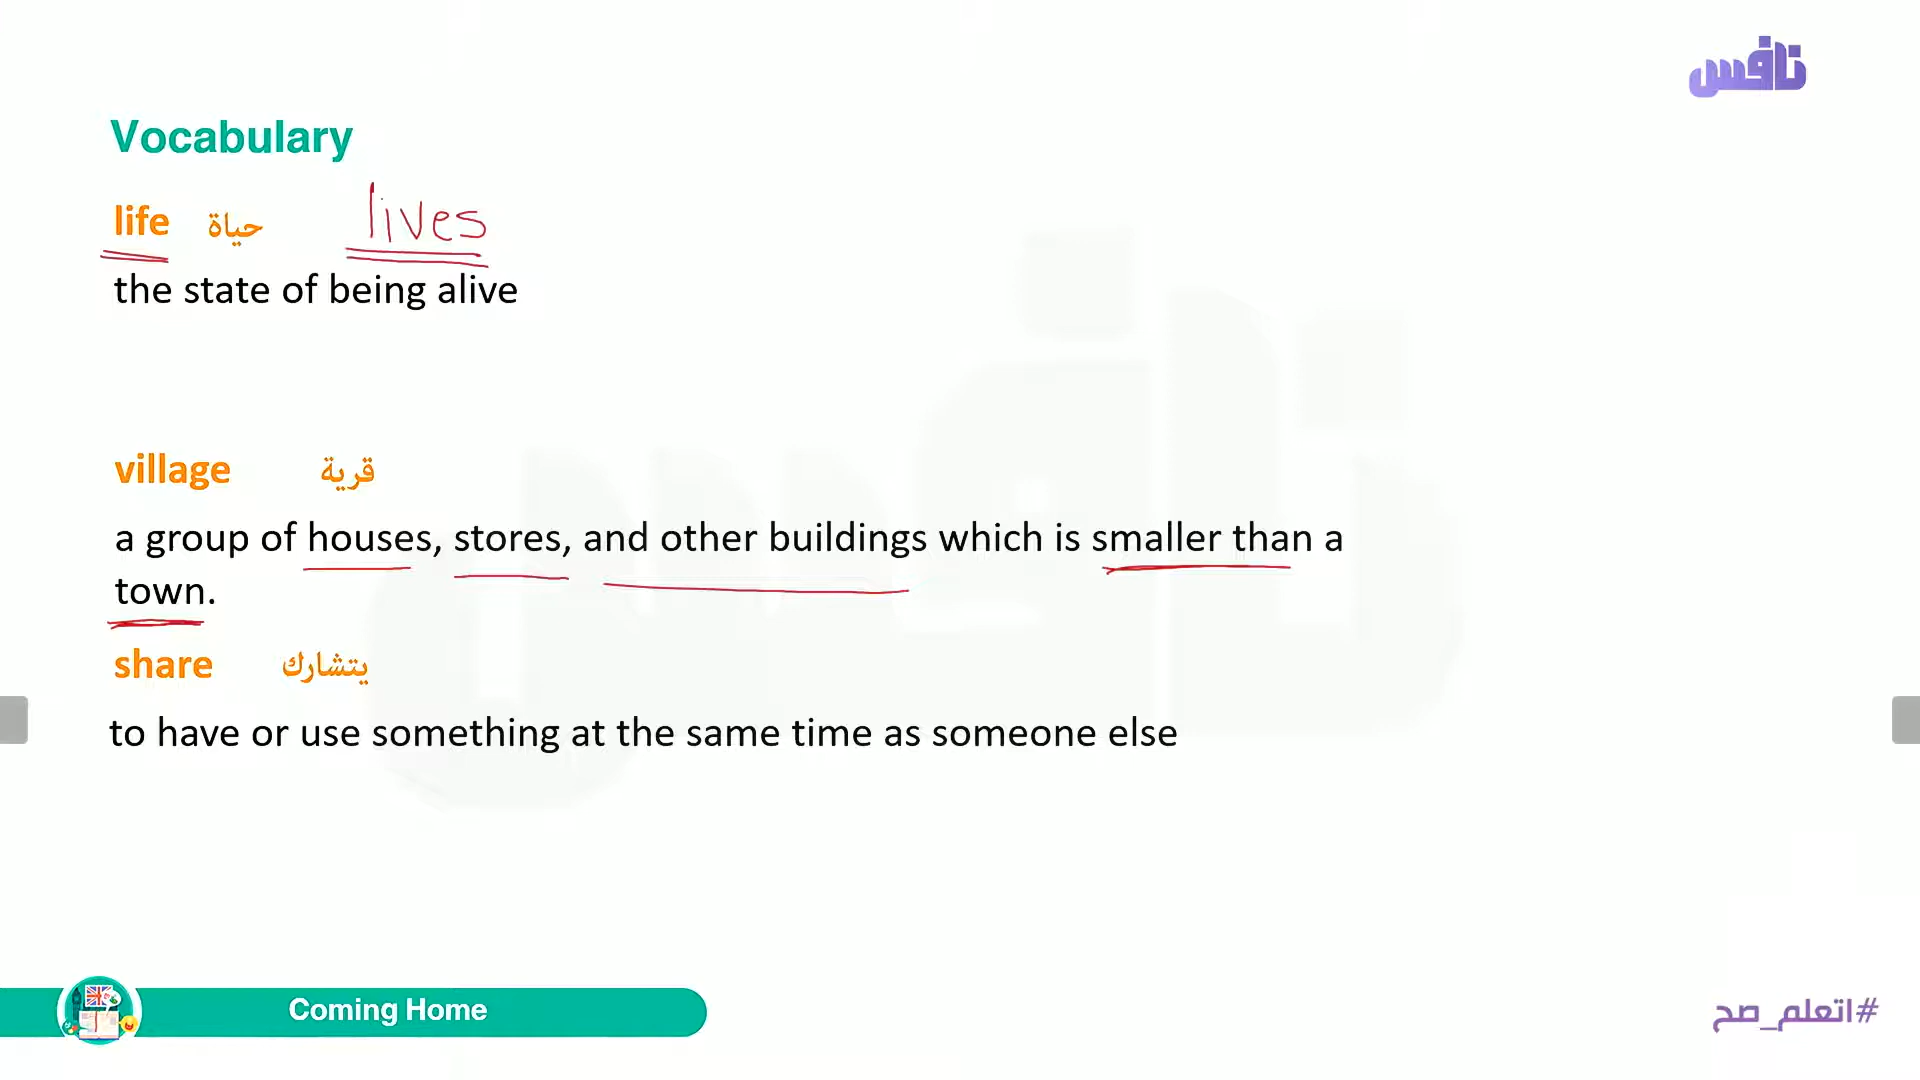 نافس
Vocabulary
life حياة lives
the state of being alive
village قرية
a group of houses, stores, and other buildings which is smaller than a
town.
share يتشارك
to have or use something at the same time as someone else
Coming Home
#اتعلم_صح